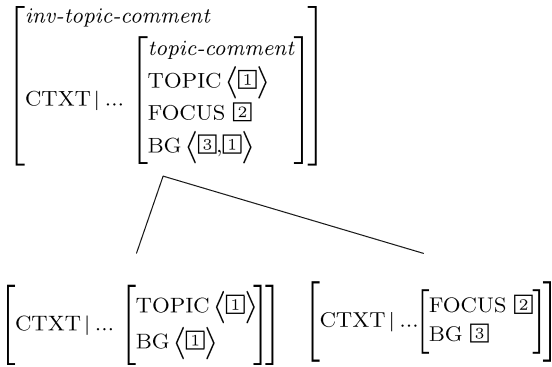 inv-topic-comment
topic-comment
TOPIC ⟨1⟩
CTXT | ...
FOCUS 2
BG ⟨3,1⟩
TOPIC ⟨1⟩
CTXT | ...
BG ⟨1⟩
FOCUS 2
CTXT | ...
BG 3